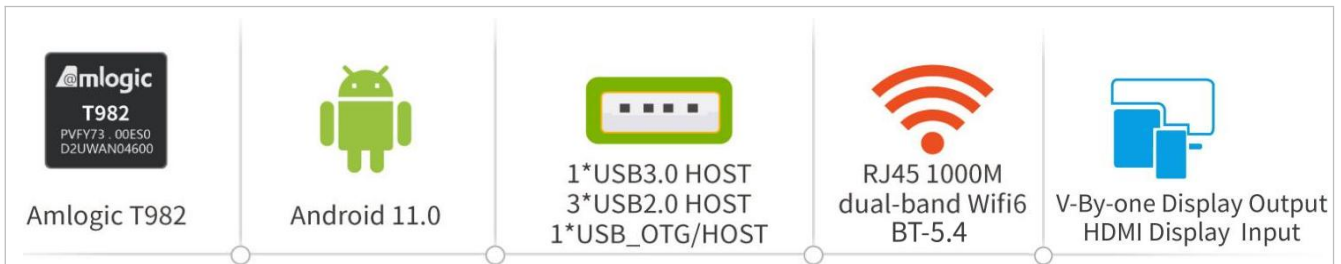 @mlogic
T982
PVFY73 . 00ES0
D2UWAN04600
Amlogic T982
Android 11.0
1*USB3.0 HOST
3*USB2.0 HOST
1*USB_OTG/HOST
RJ45 1000M
dual-band Wifi6
BT-5.4
V-By-one Display Output
HDMI Display Input